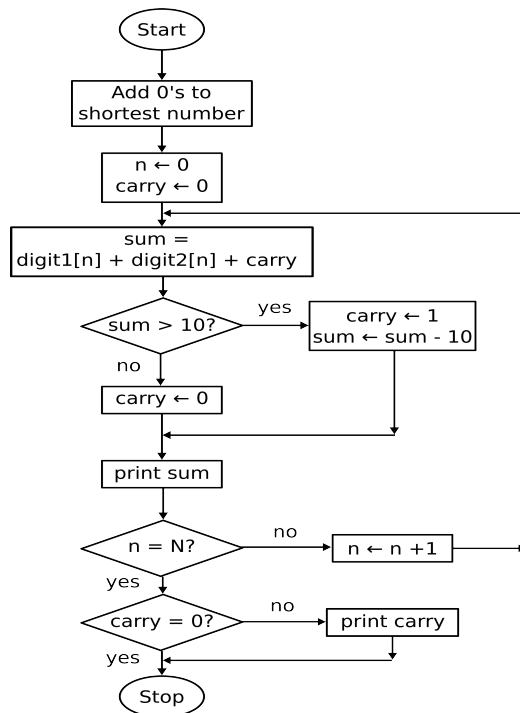 Start
Add 0's to
shortest number
n ← 0
carry ← 0
sum =
digit1[n] + digit2[n] + carry
sum > 10?
yes
carry ← 1
sum ← sum - 10
no
carry ← 0
print sum
n = N?
no
n ← n +1
yes
carry = 0?
no
print carry
yes
Stop